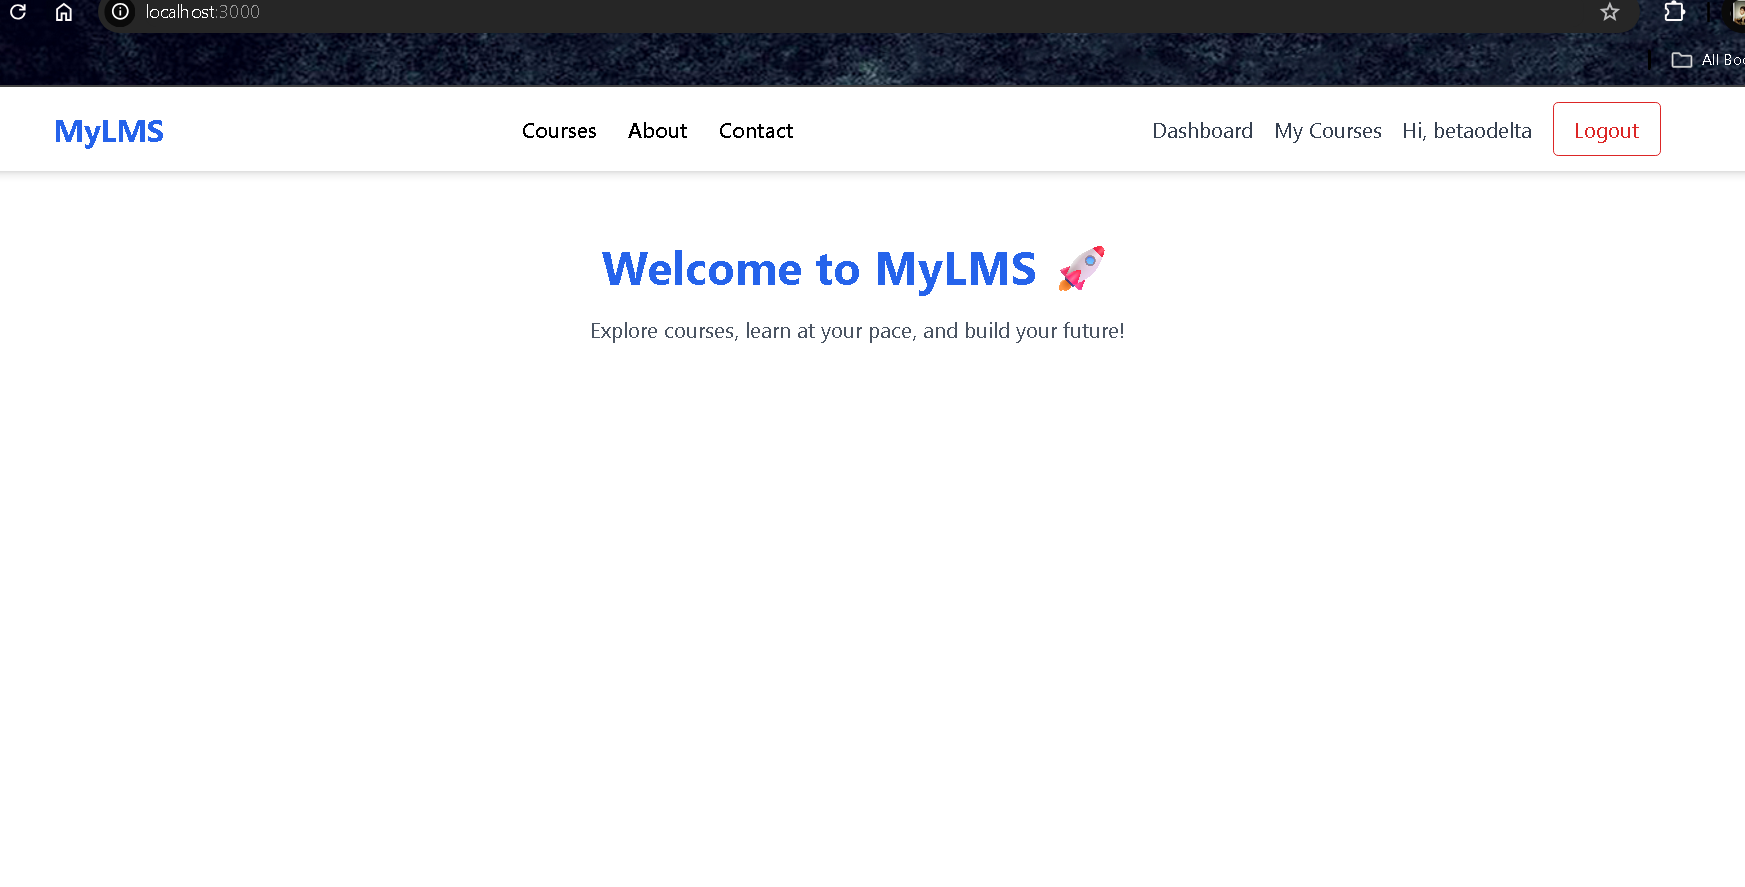 localhost:3000
All Boo
MyLMS Courses About Contact Dashboard My Courses Hi, betaodelta Logout
Welcome to MyLMS 🚀
Explore courses, learn at your pace, and build your future!